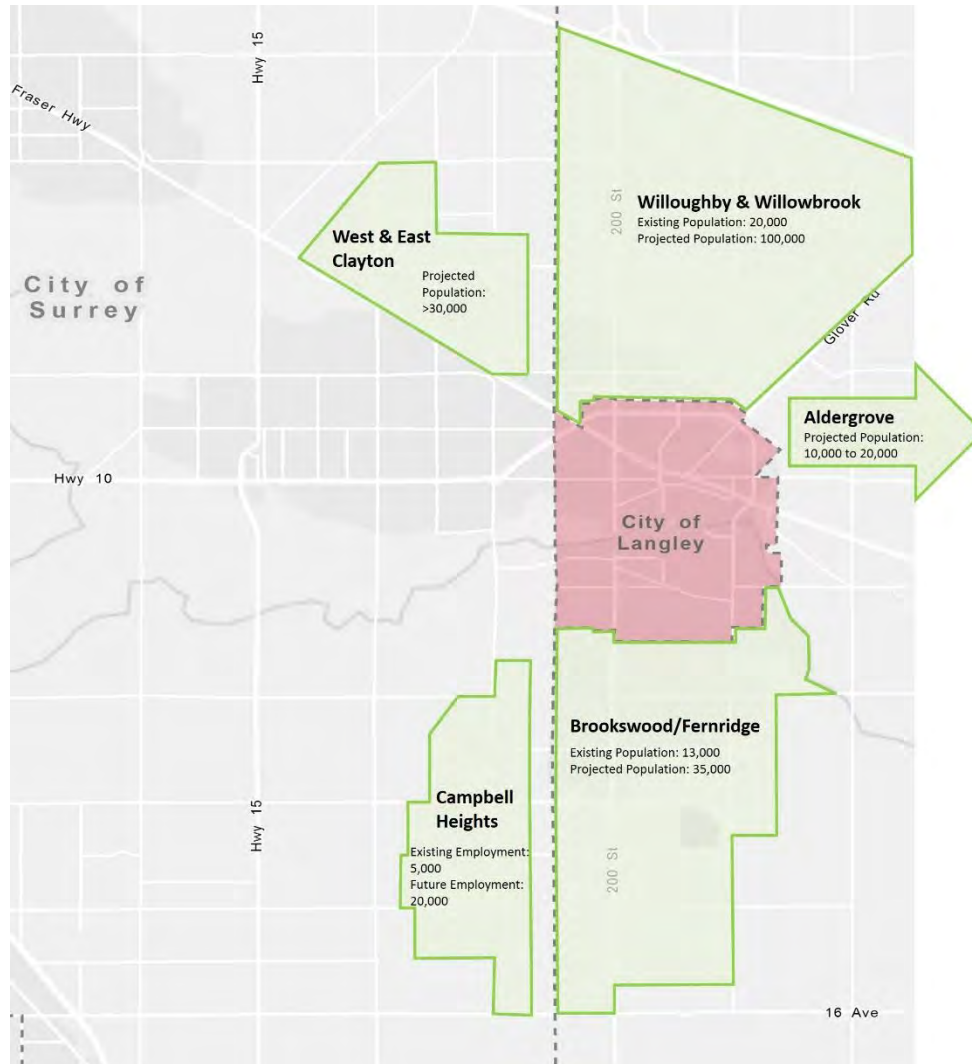 Hwy 15
Fraser Hwy
200 St
Willoughby & Willowbrook
Existing Population: 20,000
Projected Population: 100,000
West & East
Clayton
Projected
Population:
>30,000
City of
Surrey
Glover Rd
Aldergrove
Projected Population:
10,000 to 20,000
Hwy 10
City of
Langley
Brookswood/Fernridge
Existing Population: 13,000
Projected Population: 35,000
Campbell
Heights
Existing Employment:
5,000
Future Employment:
20,000
Hwy 15
200 St
16 Ave